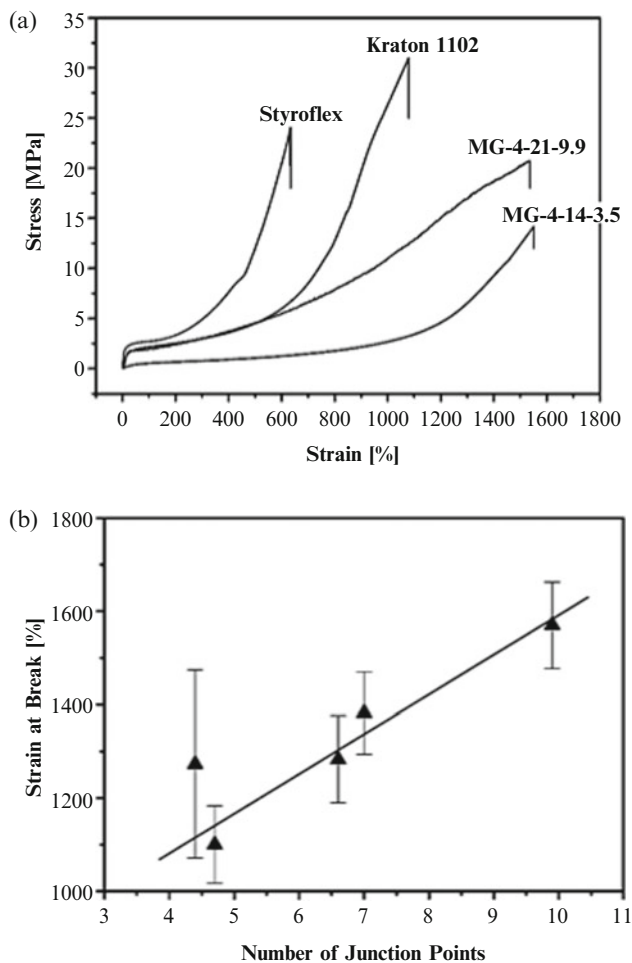 (a)
35
30
25
20
15
10
5
0
Stress [MPa]
Kraton 1102
Styroflex
MG-4-21-9.9
MG-4-14-3.5
0 200 400 600 800 1000 1200 1400 1600 1800
Strain [%]
(b)
1800
1600
1400
1200
1000
Strain at Break [%]
3 4 5 6 7 8 9 10 11
Number of Junction Points